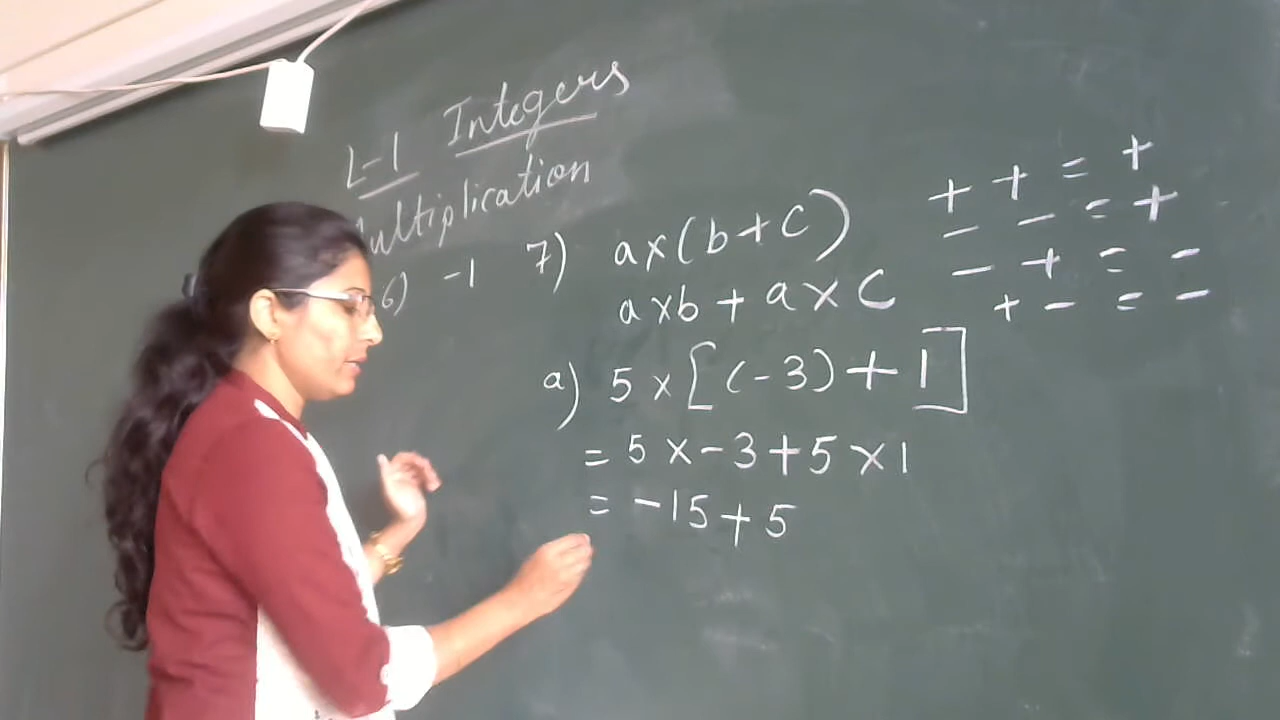 L-1 Integers
Multiplication
6) -1
7) a×(b+c)
a×b + a×c
a) 5×[(-3)+1]
= 5×-3+5×1
= -15+5
+ + = +
- - = +
- + = -
+ - = -